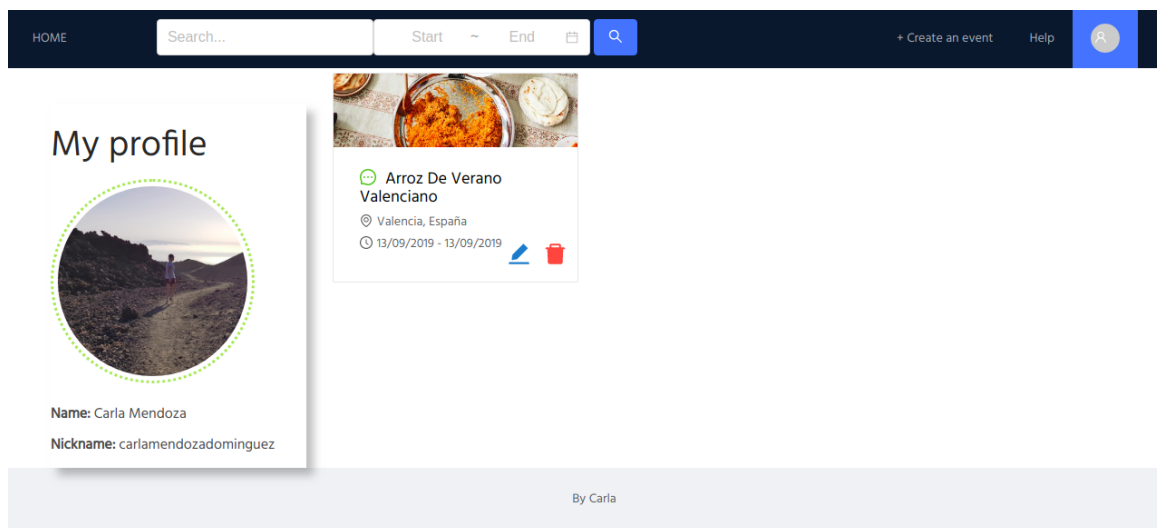 HOME
Search...
Start ~ End
+ Create an event
Help
My profile
Name: Carla Mendoza
Nickname: carlamendozadominguez
Arroz De Verano
Valenciano
Valencia, España
13/09/2019 - 13/09/2019
By Carla